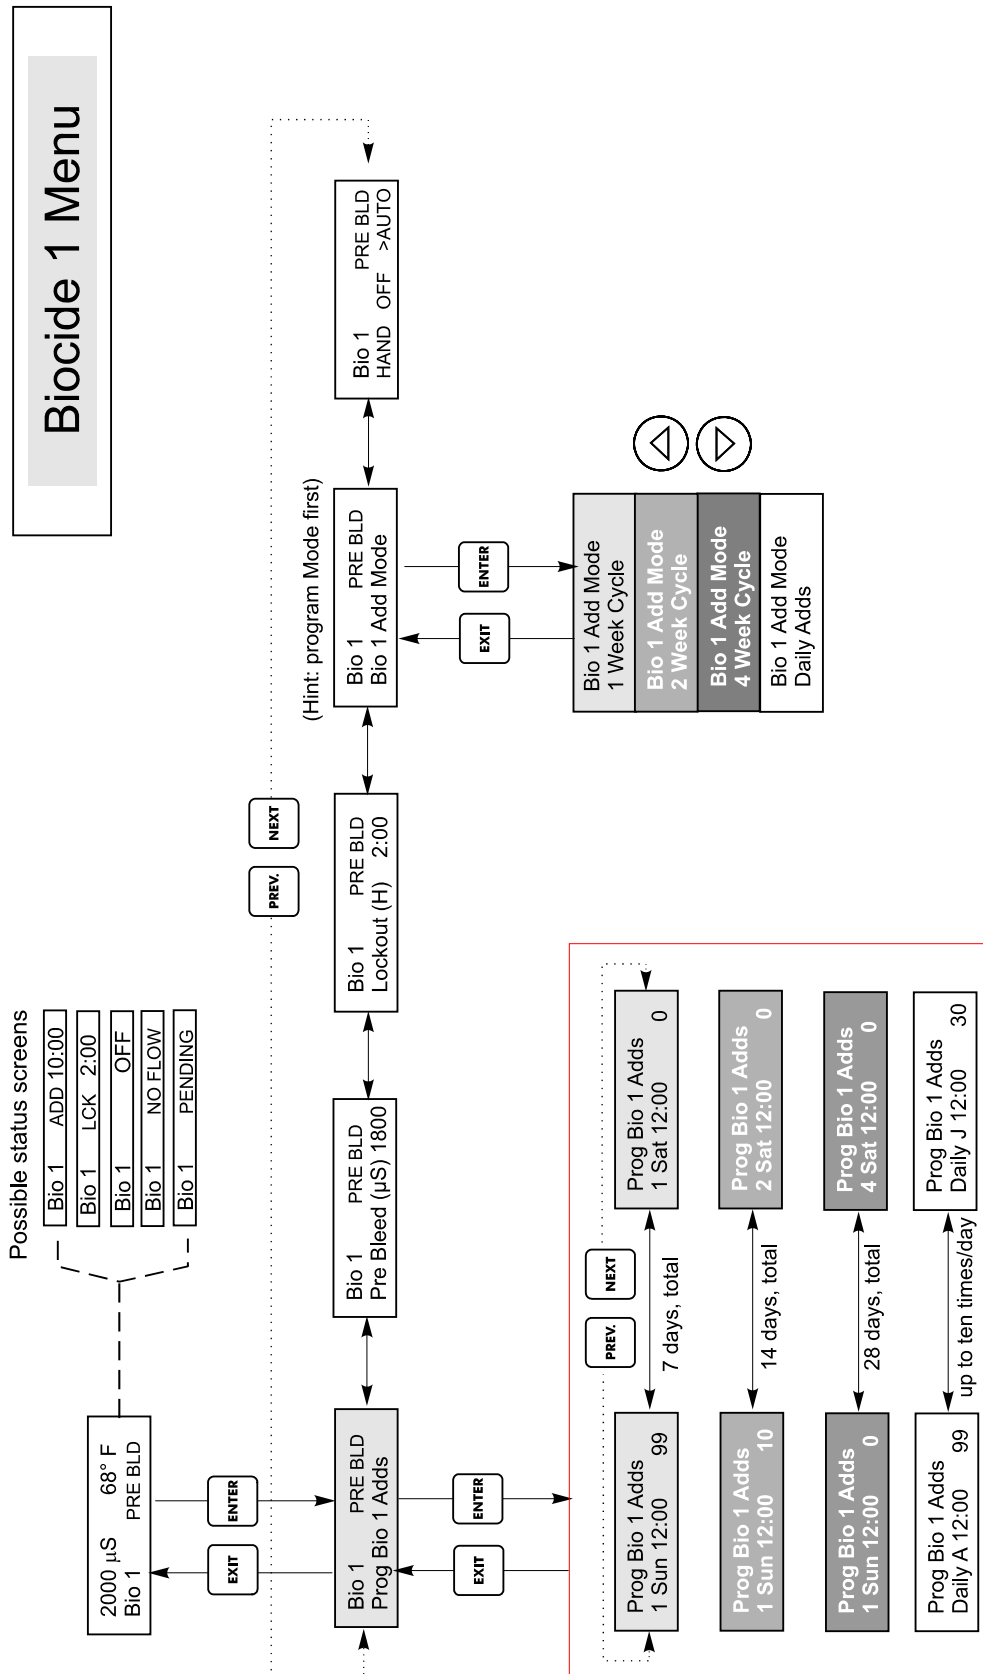 Biocide 1 Menu
Possible status screens
2000 µS 68° F
Bio 1 PRE BLD
Bio 1 ADD 10:00
Bio 1 LCK 2:00
Bio 1 OFF
Bio 1 NO FLOW
Bio 1 PENDING
EXIT
ENTER
PREV.
NEXT
(Hint: program Mode first)
Bio 1 PRE BLD
Prog Bio 1 Adds
Bio 1 PRE BLD
Pre Bleed (µS) 1800
Bio 1 PRE BLD
Lockout (H) 2:00
Bio 1 PRE BLD
Bio 1 Add Mode
Bio 1 PRE BLD
HAND OFF >AUTO
EXIT
ENTER
EXIT
ENTER
Bio 1 Add Mode
1 Week Cycle
Bio 1 Add Mode
2 Week Cycle
Bio 1 Add Mode
4 Week Cycle
Bio 1 Add Mode
Daily Adds
PREV.
NEXT
Prog Bio 1 Adds
1 Sun 12:00 99
7 days, total
Prog Bio 1 Adds
1 Sat 12:00 0
Prog Bio 1 Adds
1 Sun 12:00 10
14 days, total
Prog Bio 1 Adds
2 Sat 12:00 0
Prog Bio 1 Adds
1 Sun 12:00 0
28 days, total
Prog Bio 1 Adds
4 Sat 12:00 0
Prog Bio 1 Adds
Daily A 12:00 99
up to ten times/day
Prog Bio 1 Adds
Daily J 12:00 30